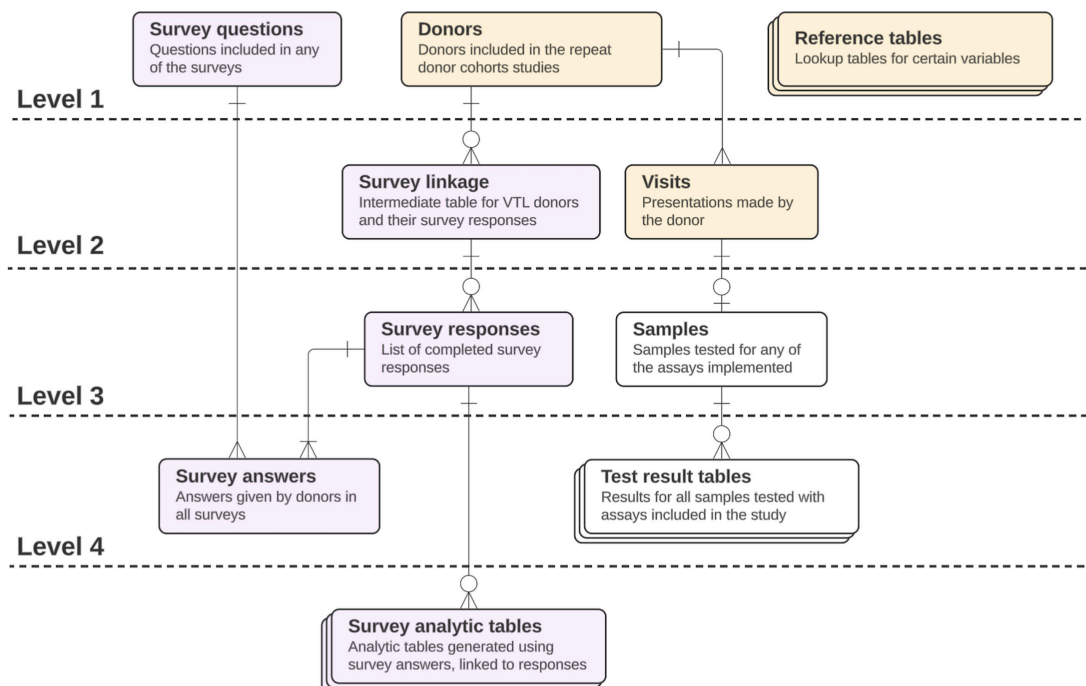 Survey questions
Questions included in any
of the surveys
Donors
Donors included in the repeat
donor cohorts studies
Reference tables
Lookup tables for certain variables
Level 1
Survey linkage
Intermediate table for VTL donors
and their survey responses
Visits
Presentations made by
the donor
Level 2
Survey responses
List of completed survey
responses
Samples
Samples tested for any of
the assays implemented
Level 3
Survey answers
Answers given by donors in
all surveys
Test result tables
Results for all samples tested with
assays included in the study
Level 4
Survey analytic tables
Analytic tables generated using
survey answers, linked to responses